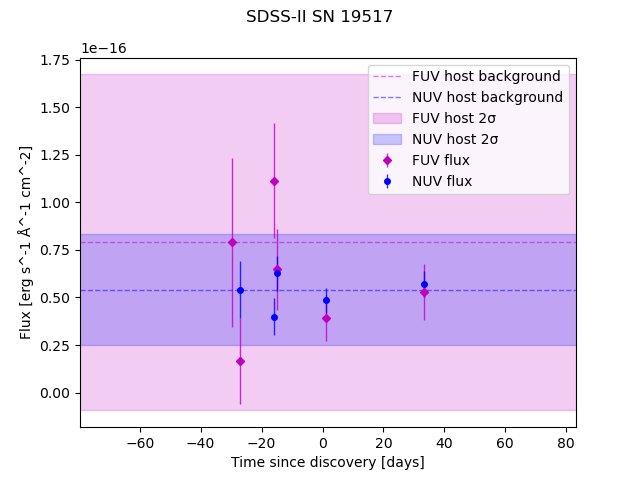 SDSS-II SN 19517
1e−16
1.75
1.50
1.25
1.00
0.75
0.50
0.25
0.00
Flux [erg s^-1 Å^-1 cm^-2]
FUV host background
NUV host background
FUV host 2σ
NUV host 2σ
FUV flux
NUV flux
−60 −40 −20 0 20 40 60 80
Time since discovery [days]